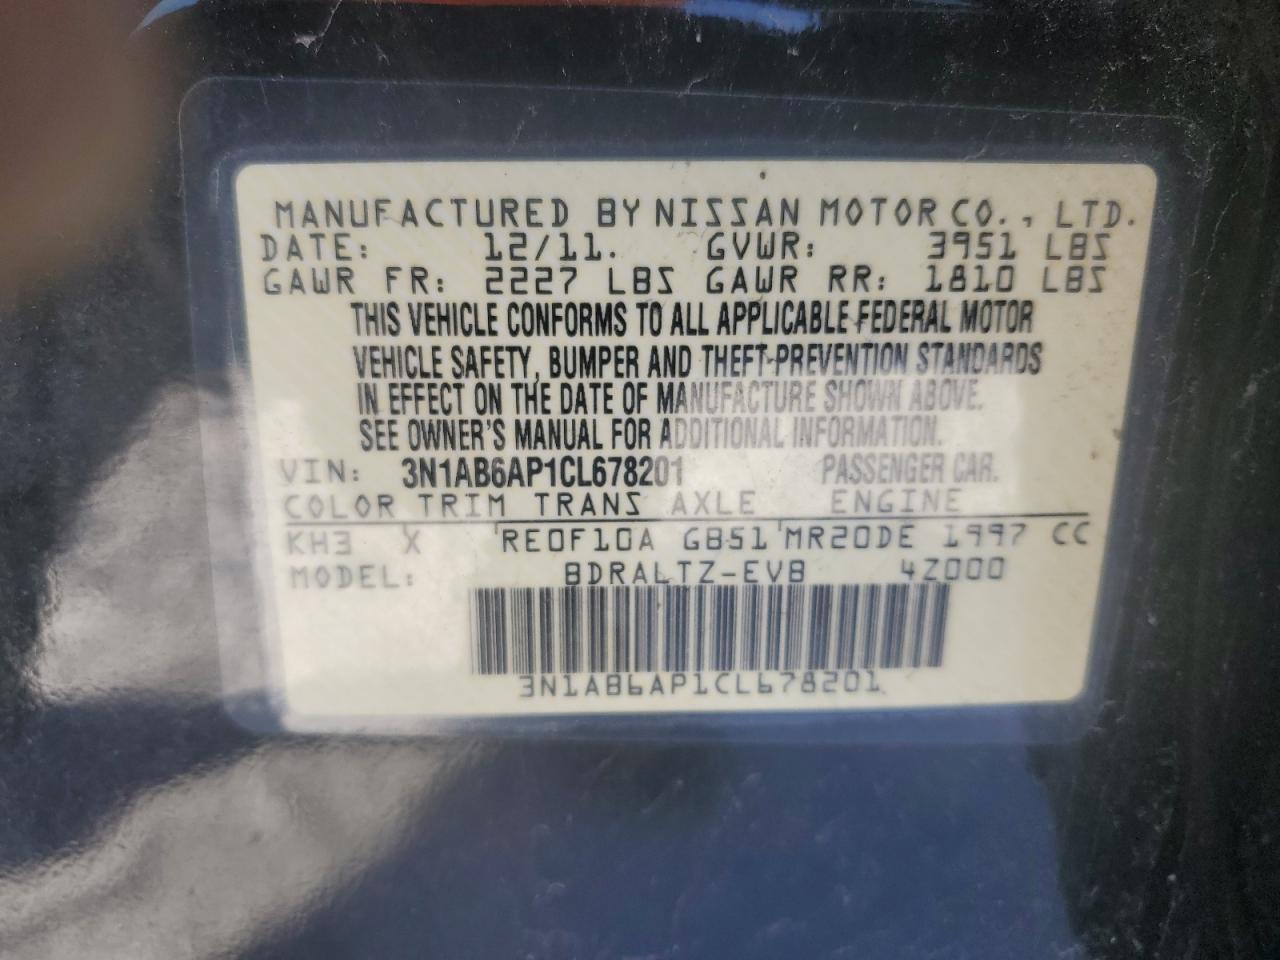 MANUFACTURED BY NISSAN MOTOR CO., LTD.
DATE: 12/11. GVWR: 3951 LBS
GAWR FR: 2227 LBS GAWR RR: 1810 LBS
THIS VEHICLE CONFORMS TO ALL APPLICABLE FEDERAL MOTOR
VEHICLE SAFETY, BUMPER AND THEFT-PREVENTION STANDARDS
IN EFFECT ON THE DATE OF MANUFACTURE SHOWN ABOVE.
SEE OWNER'S MANUAL FOR ADDITIONAL INFORMATION.
VIN: 3N1AB6AP1CL678201 PASSENGER CAR.
COLOR TRIM TRANS AXLE ENGINE
KH3 X RE0F10A GB51 MR20DE 1997 CC
MODEL: BDRALTZ-EVB 4Z000
3N1AB6AP1CL678201